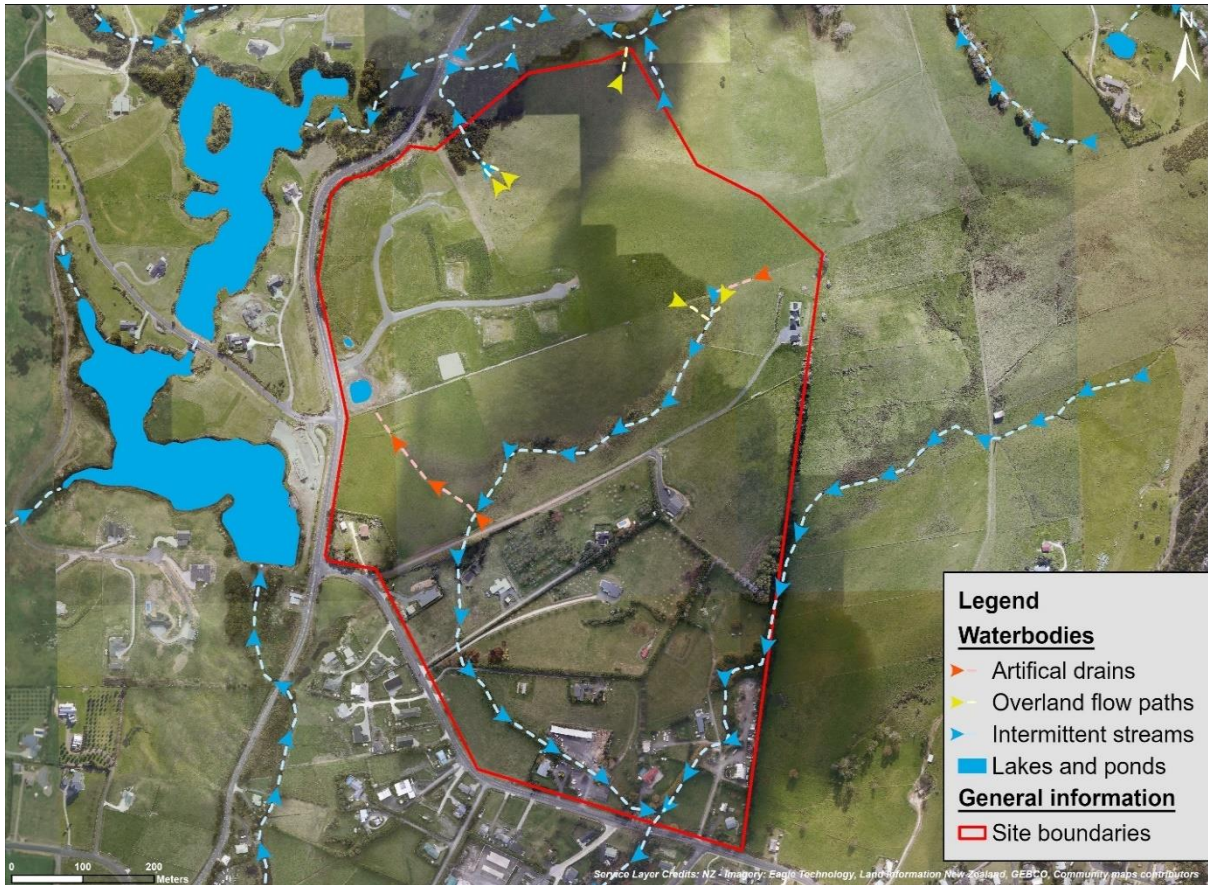 N
Legend
Waterbodies
Artifical drains
Overland flow paths
Intermittent streams
Lakes and ponds
General information
Site boundaries
0 100 200
Meters
Service Layer Credits: NZ - Imagery: Eagle Technology, Land Information New Zealand, GEBCO, Community maps contributors